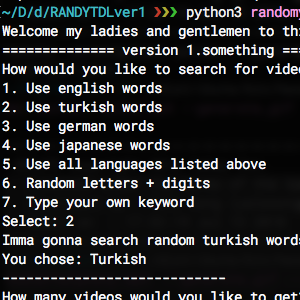 ~/D/d/RANDYTDLver1 ❯❯❯ python3 randomy
Welcome my ladies and gentlemen to thi
============== version 1.something ===
How would you like to search for vide
1. Use english words
2. Use turkish words
3. Use german words
4. Use japanese words
5. Use all languages listed above
6. Random letters + digits
7. Type your own keyword
Select: 2
Imma gonna search random turkish words
You chose: Turkish
----------------------------
How many videos would you like to get